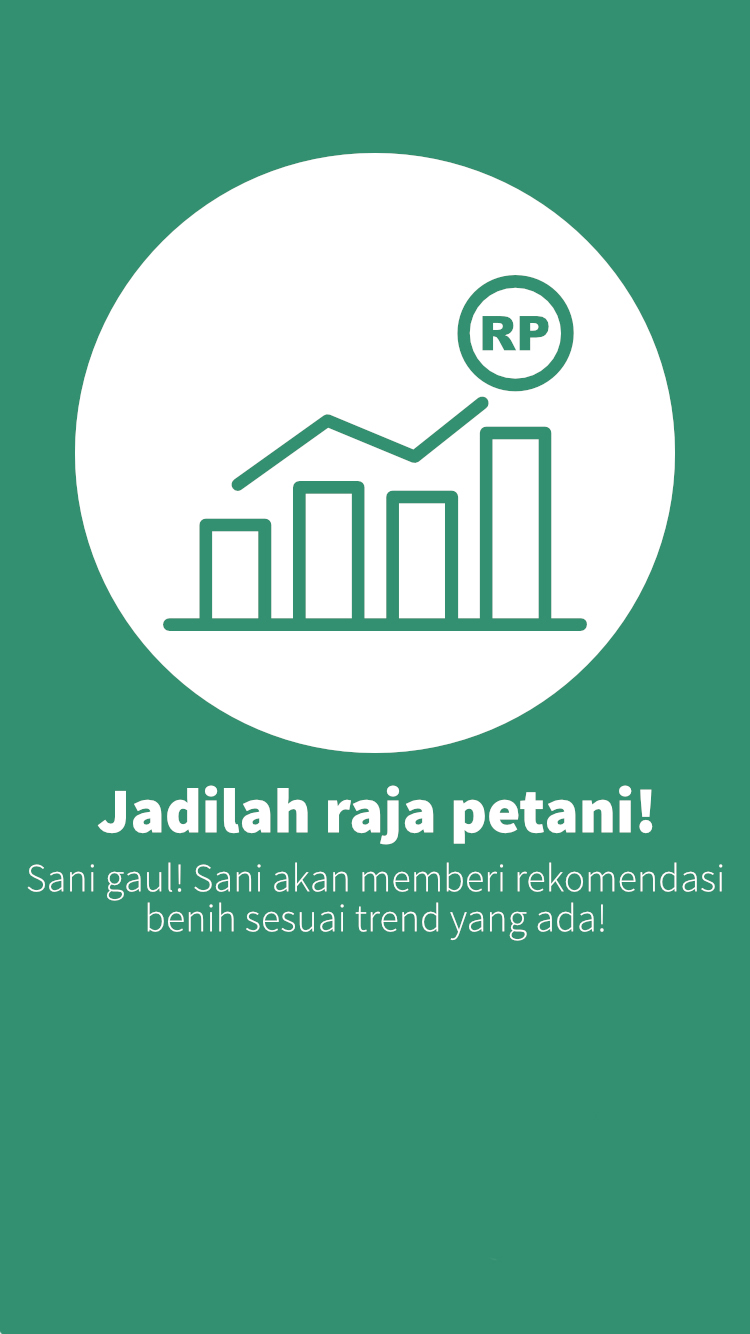 RP
Jadilah raja petani!
Sani gaul! Sani akan memberi rekomendasi
benih sesuai trend yang ada!